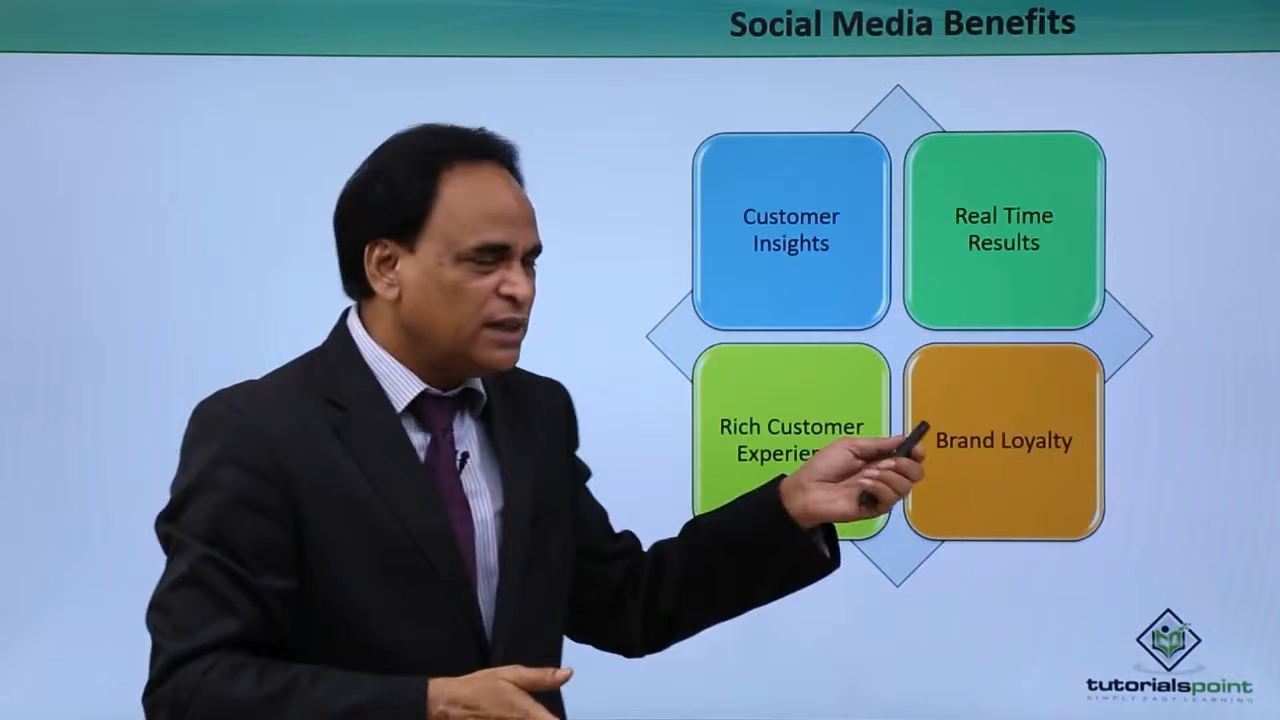 Social Media Benefits
Customer
Insights
Real Time
Results
Rich Customer
Brand Loyalty
tutorialspoint
SIMPLY EASY LEARNING